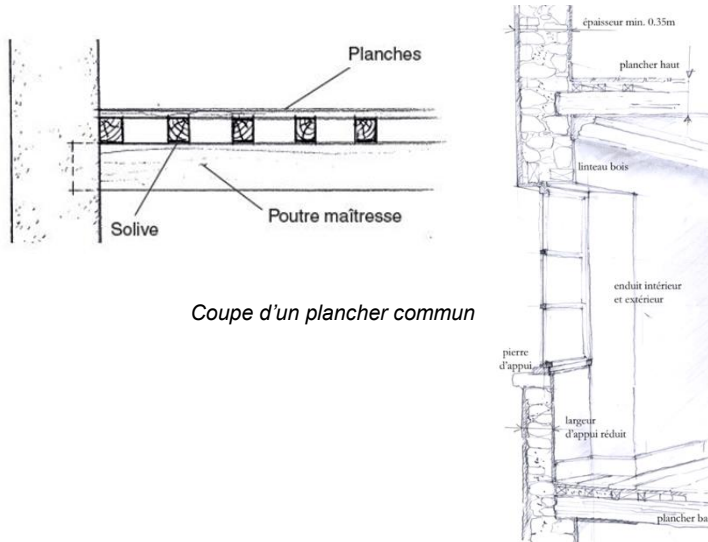 Planches
Solive
Poutre maîtresse
Coupe d'un plancher commun
épaisseur min. 0.35m
plancher haut
linteau bois
enduit intérieur
et extérieur
pierre
d'appui
largeur
d'appui réduit
plancher ba